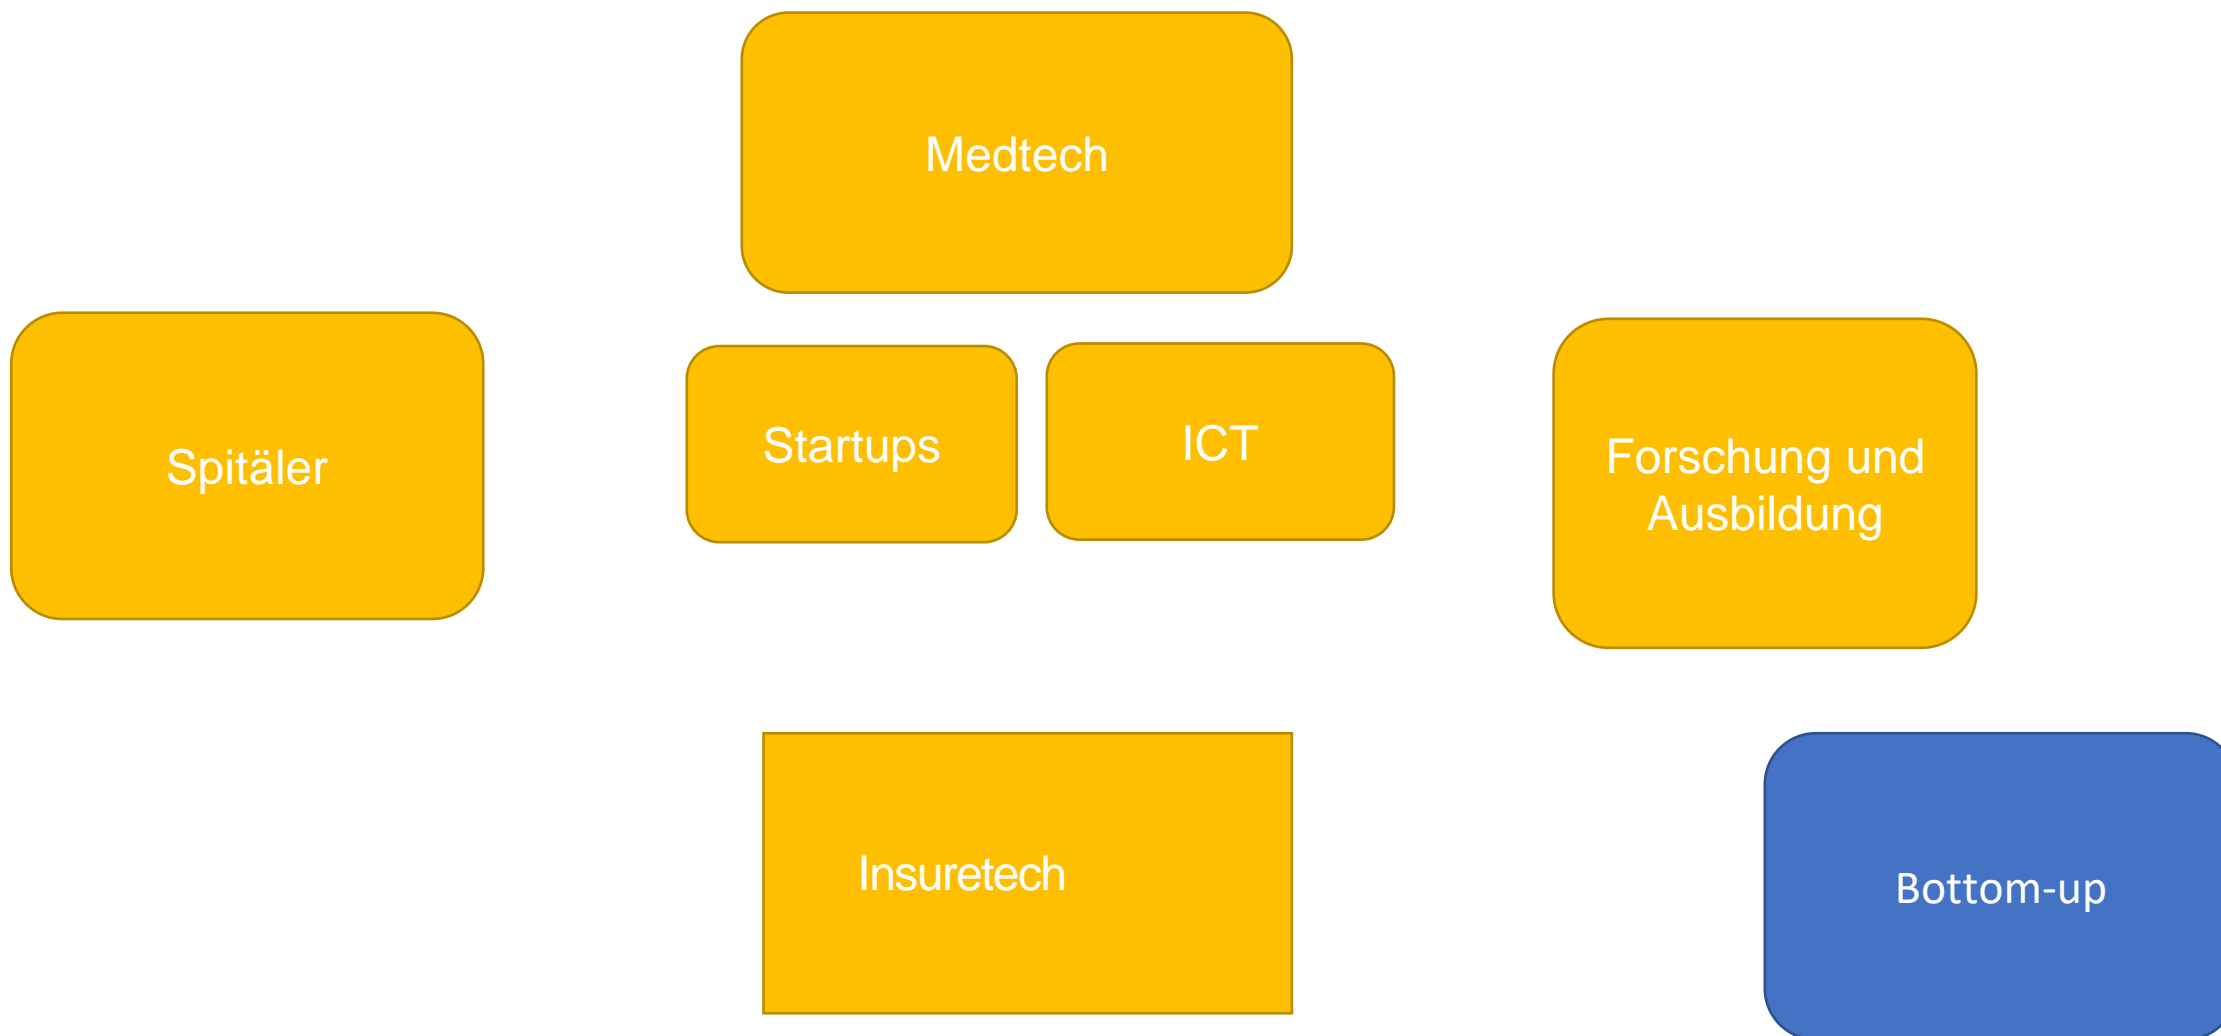 Medtech
Startups
ICT
Spitäler
Forschung und
Ausbildung
Insuretech
Bottom-up